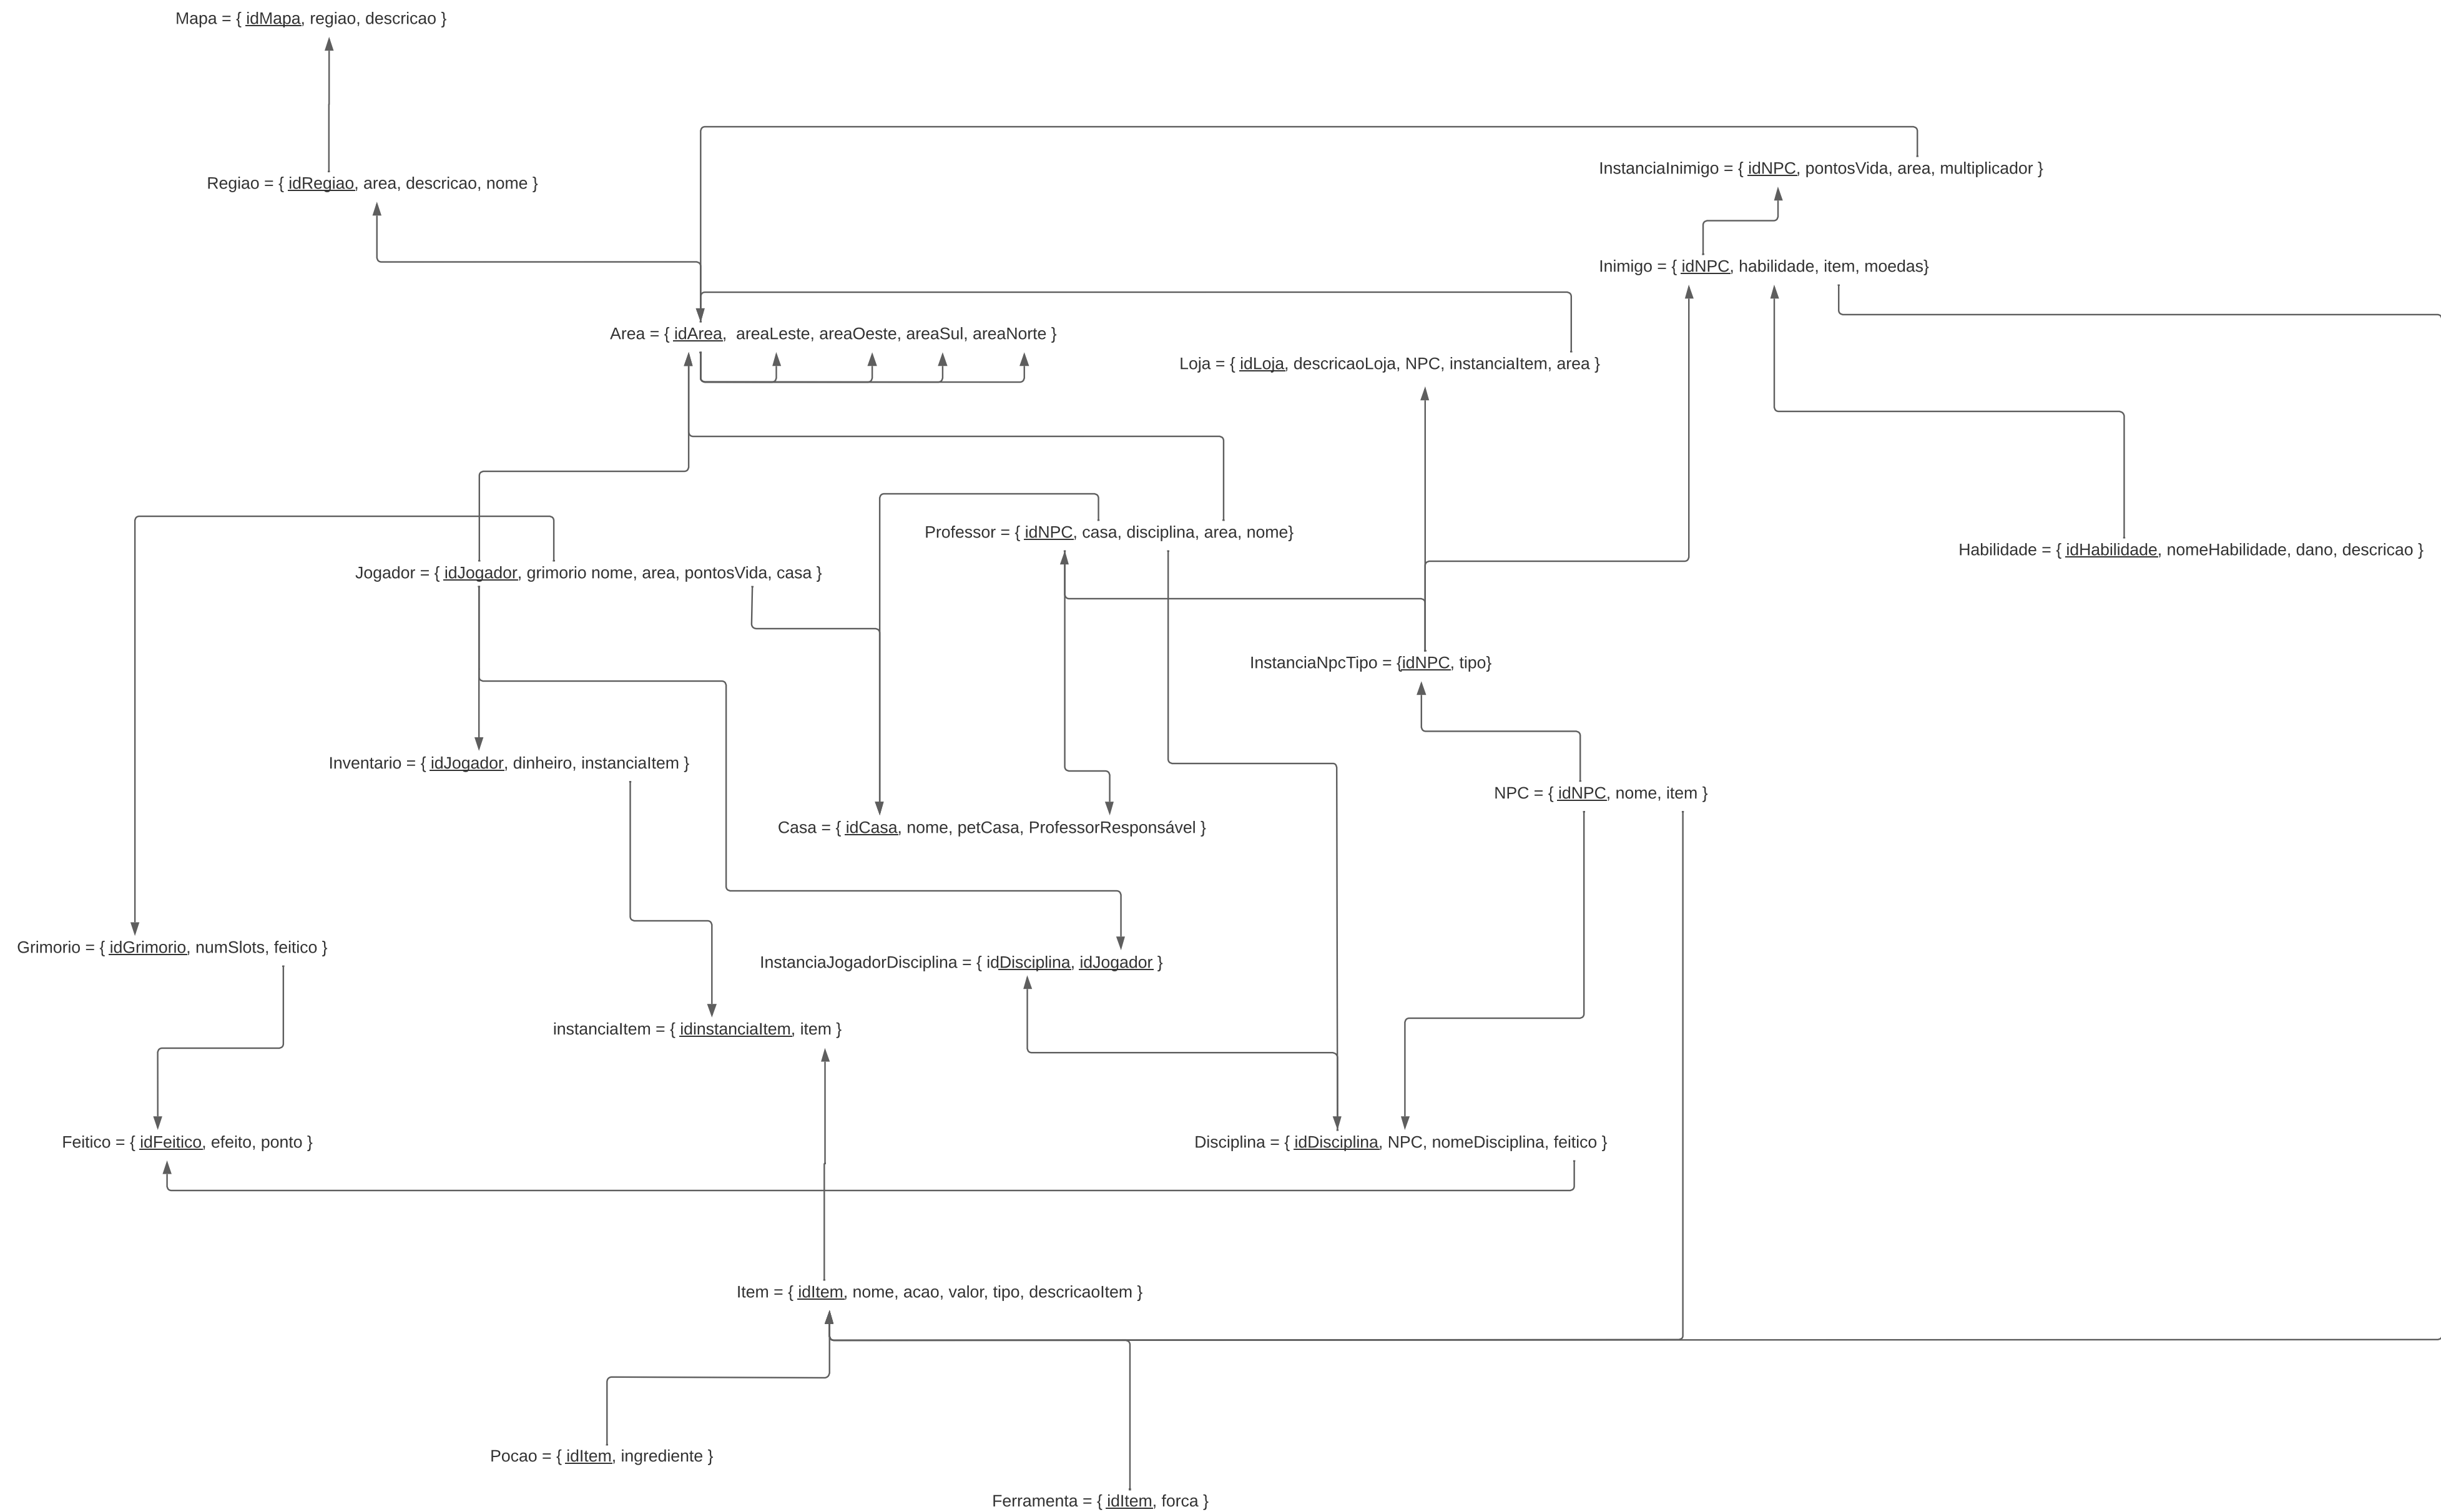 Mapa = { idMapa, regiao, descricao }
InstanciaInimigo = { idNPC, pontosVida, area, multiplicador }
Regiao = { idRegiao, area, descricao, nome }
Inimigo = { idNPC, habilidade, item, moedas}
Area = { idArea,  areaLeste, areaOeste, areaSul, areaNorte }
Loja = { idLoja, descricaoLoja, NPC, instanciaItem, area }
Professor = { idNPC, casa, disciplina, area, nome}
Habilidade = { idHabilidade, nomeHabilidade, dano, descricao }
Jogador = { idJogador, grimorio nome, area, pontosVida, casa }
InstanciaNpcTipo = {idNPC, tipo}
Inventario = { idJogador, dinheiro, instanciaItem }
NPC = { idNPC, nome, item }
Casa = { idCasa, nome, petCasa, ProfessorResponsável }
Grimorio = { idGrimorio, numSlots, feitico }
InstanciaJogadorDisciplina = { idDisciplina, idJogador }
instanciaItem = { idinstanciaItem, item }
Feitico = { idFeitico, efeito, ponto }
Disciplina = { idDisciplina, NPC, nomeDisciplina, feitico }
Item = { idItem, nome, acao, valor, tipo, descricaoItem }
Pocao = { idItem, ingrediente }
Ferramenta = { idItem, forca }